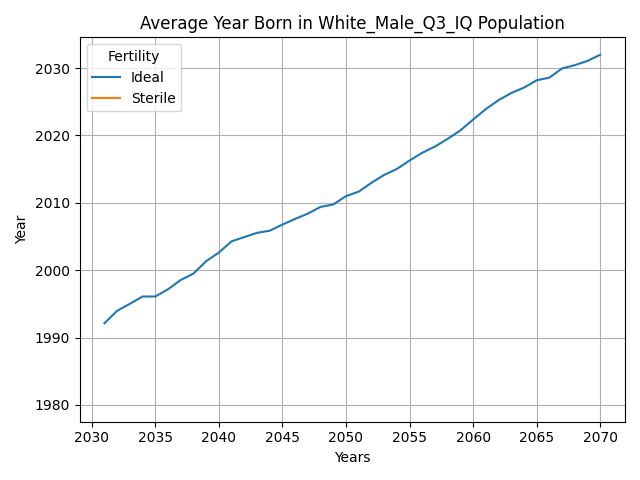 Average Year Born in White_Male_Q3_IQ Population
Fertility
Ideal
Sterile
Year
2030
2020
2010
2000
1990
1980
2030 2035 2040 2045 2050 2055 2060 2065 2070
Years